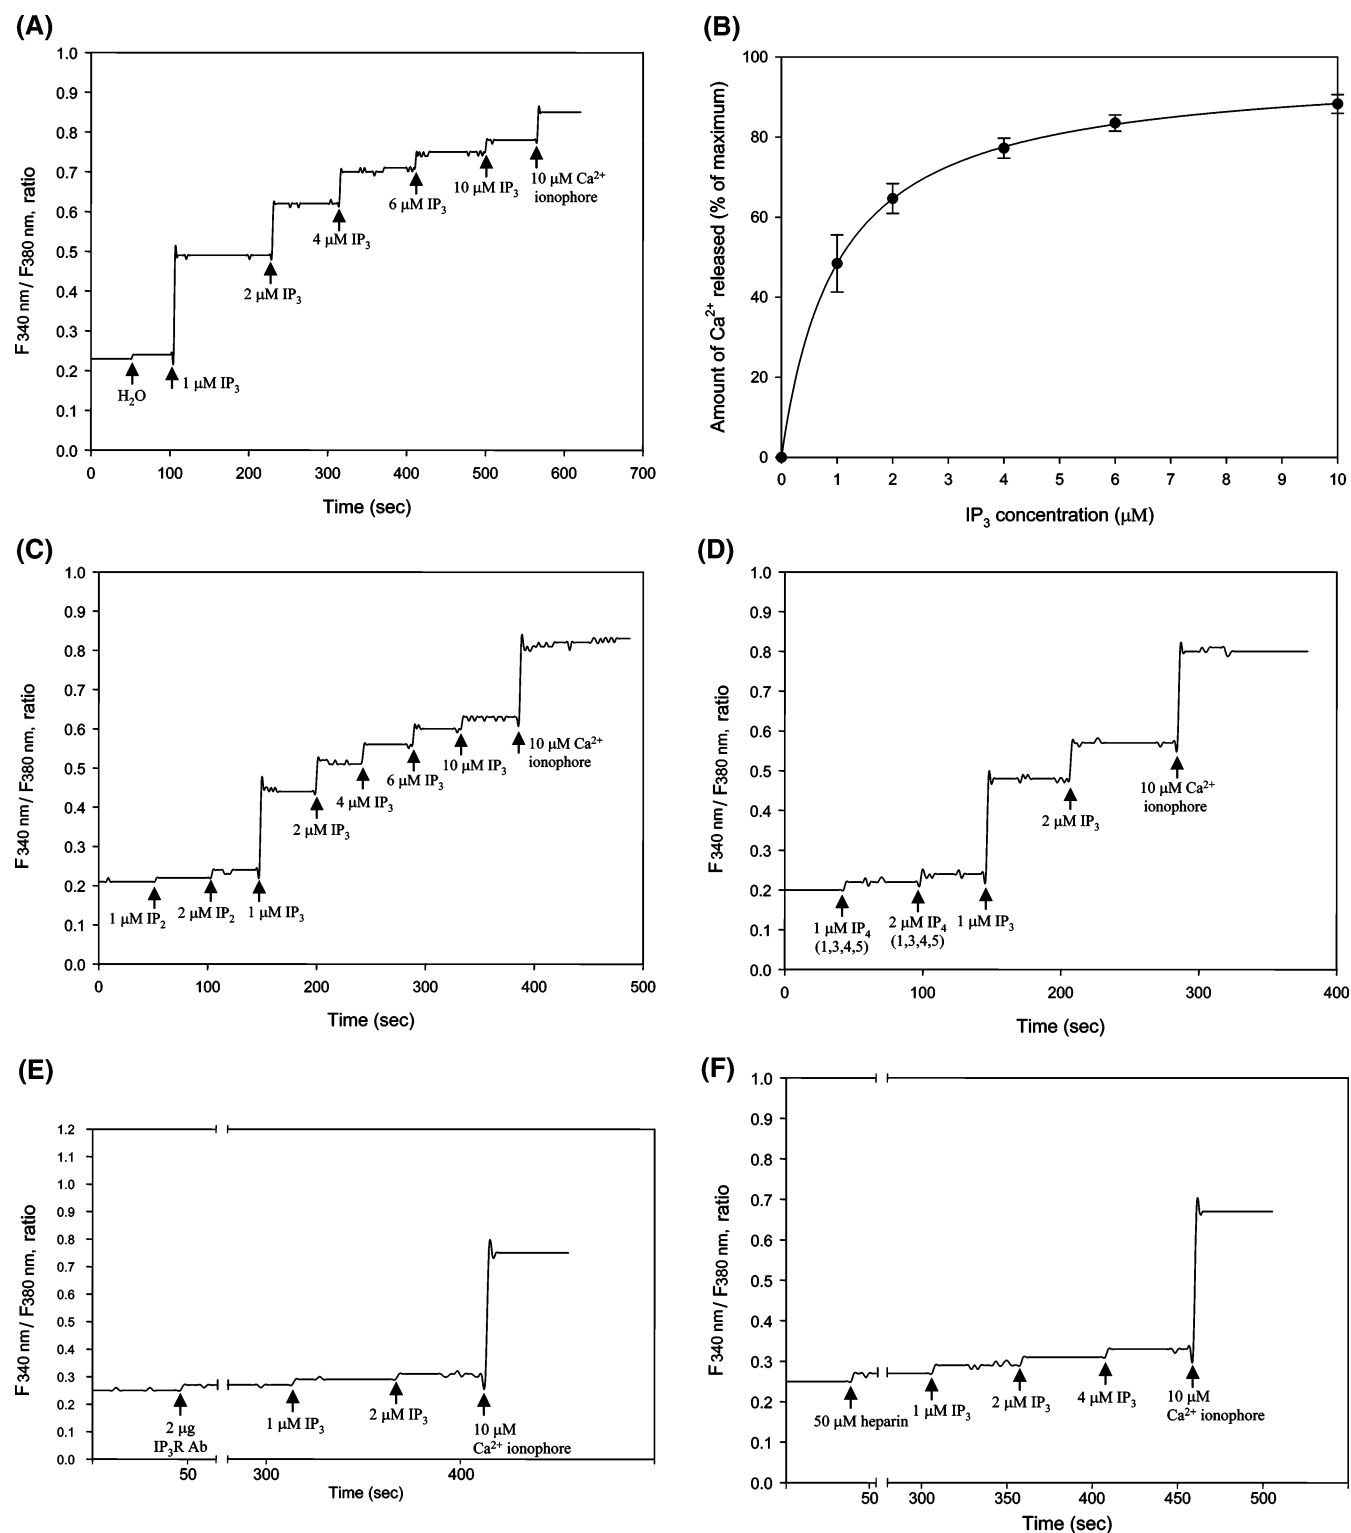 (A)
1.0
0.9
0.8
0.7
0.6
0.5
0.4
0.3
0.2
0.1
0.0
F340 nm/ F380 nm, ratio
H₂O
1 μM IP₃
2 μM IP₃
4 μM IP₃
6 μM IP₃
10 μM IP₃
10 μM Ca²⁺
ionophore
0 100 200 300 400 500 600 700
Time (sec)
(B)
100
80
60
40
20
0
Amount of Ca²⁺ released (% of maximum)
0 1 2 3 4 5 6 7 8 9 10
IP₃ concentration (μM)
(C)
1.0
0.9
0.8
0.7
0.6
0.5
0.4
0.3
0.2
0.1
0.0
F340 nm/ F380 nm, ratio
1 μM IP₂
2 μM IP₂
1 μM IP₃
2 μM IP₃
4 μM IP₃
6 μM IP₃
10 μM IP₃
10 μM Ca²⁺
ionophore
0 100 200 300 400 500
Time (sec)
(D)
1.0
0.9
0.8
0.7
0.6
0.5
0.4
0.3
0.2
0.1
0.0
F340 nm/ F380 nm, ratio
1 μM IP₄
(1,3,4,5)
2 μM IP₄
(1,3,4,5)
1 μM IP₃
2 μM IP₃
10 μM Ca²⁺
ionophore
0 100 200 300 400
Time (sec)
(E)
1.2
1.1
1.0
0.9
0.8
0.7
0.6
0.5
0.4
0.3
0.2
0.1
0.0
F340 nm/ F380 nm, ratio
2 μg
IP₃R Ab
1 μM IP₃
2 μM IP₃
10 μM
Ca²⁺ ionophore
50 300 400
Time (sec)
(F)
1.0
0.9
0.8
0.7
0.6
0.5
0.4
0.3
0.2
0.1
0.0
F340 nm/ F380 nm, ratio
50 μM heparin
1 μM IP₃
2 μM IP₃
4 μM IP₃
10 μM
Ca²⁺ ionophore
50 300 350 400 450 500
Time (sec)